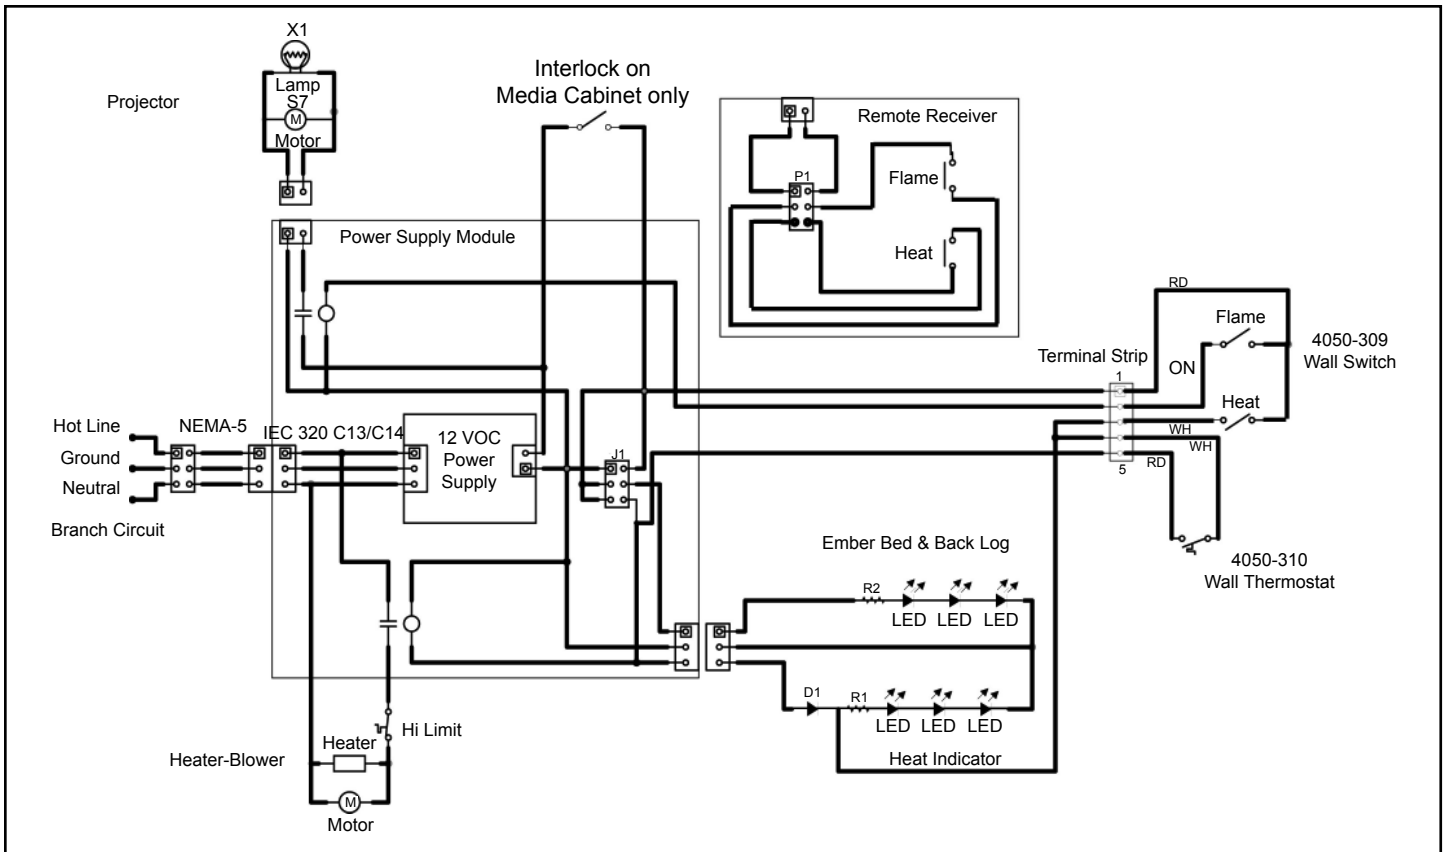 X1
Lamp
S7
M
Motor
Projector
Interlock on
Media Cabinet only
Remote Receiver
P1
Flame
Heat
Power Supply Module
RD
Flame
4050-309
Wall Switch
Terminal Strip
1
ON
Heat
WH
WH
RD
5
Hot Line
NEMA-5
IEC 320 C13/C14
Ground
Neutral
Branch Circuit
12 VOC
Power
Supply
J1
4050-310
Wall Thermostat
Ember Bed & Back Log
R2
LED LED LED
D1
R1
LED LED LED
Heat Indicator
Hi Limit
Heater
Heater-Blower
M
Motor